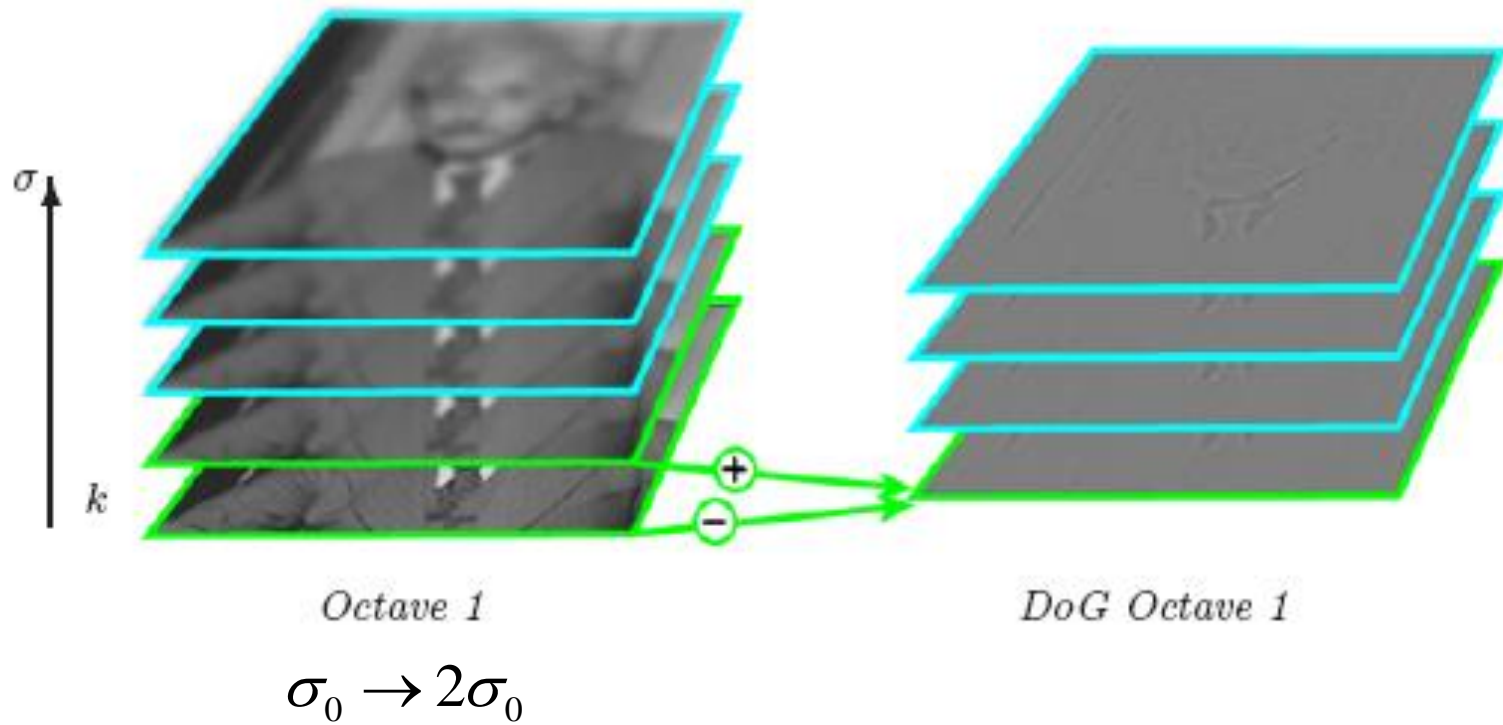 σ
k
+
−
Octave 1
DoG Octave 1
σ₀ → 2σ₀